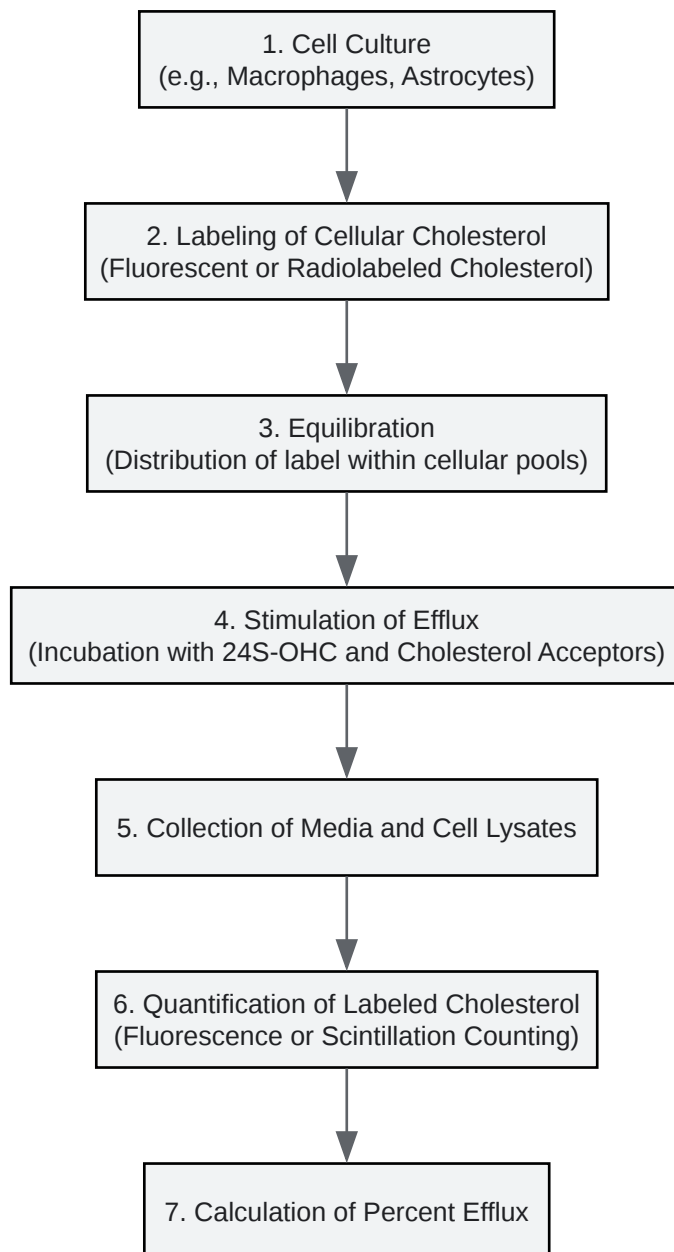 1. Cell Culture
(e.g., Macrophages, Astrocytes)
2. Labeling of Cellular Cholesterol
(Fluorescent or Radiolabeled Cholesterol)
3. Equilibration
(Distribution of label within cellular pools)
4. Stimulation of Efflux
(Incubation with 24S-OHC and Cholesterol Acceptors)
5. Collection of Media and Cell Lysates
6. Quantification of Labeled Cholesterol
(Fluorescence or Scintillation Counting)
7. Calculation of Percent Efflux